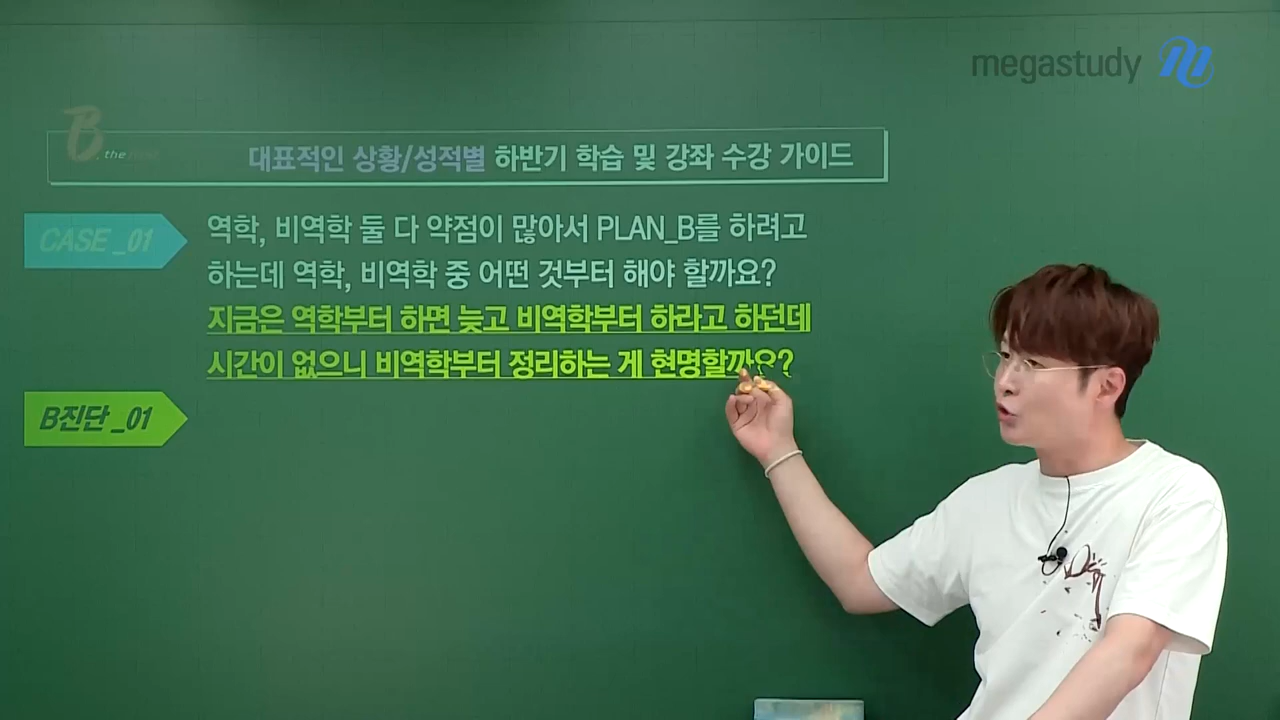 megastudy
B, the
대표적인 상황/성적별 하반기 학습 및 강좌 수강 가이드
CASE_01
역학, 비역학 둘 다 약점이 많아서 PLAN_B를 하려고
하는데 역학, 비역학 중 어떤 것부터 해야 할까요?
지금은 역학부터 하면 늦고 비역학부터 하라고 하던데
시간이 없으니 비역학부터 정리하는 게 현명할까요?
B진단_01